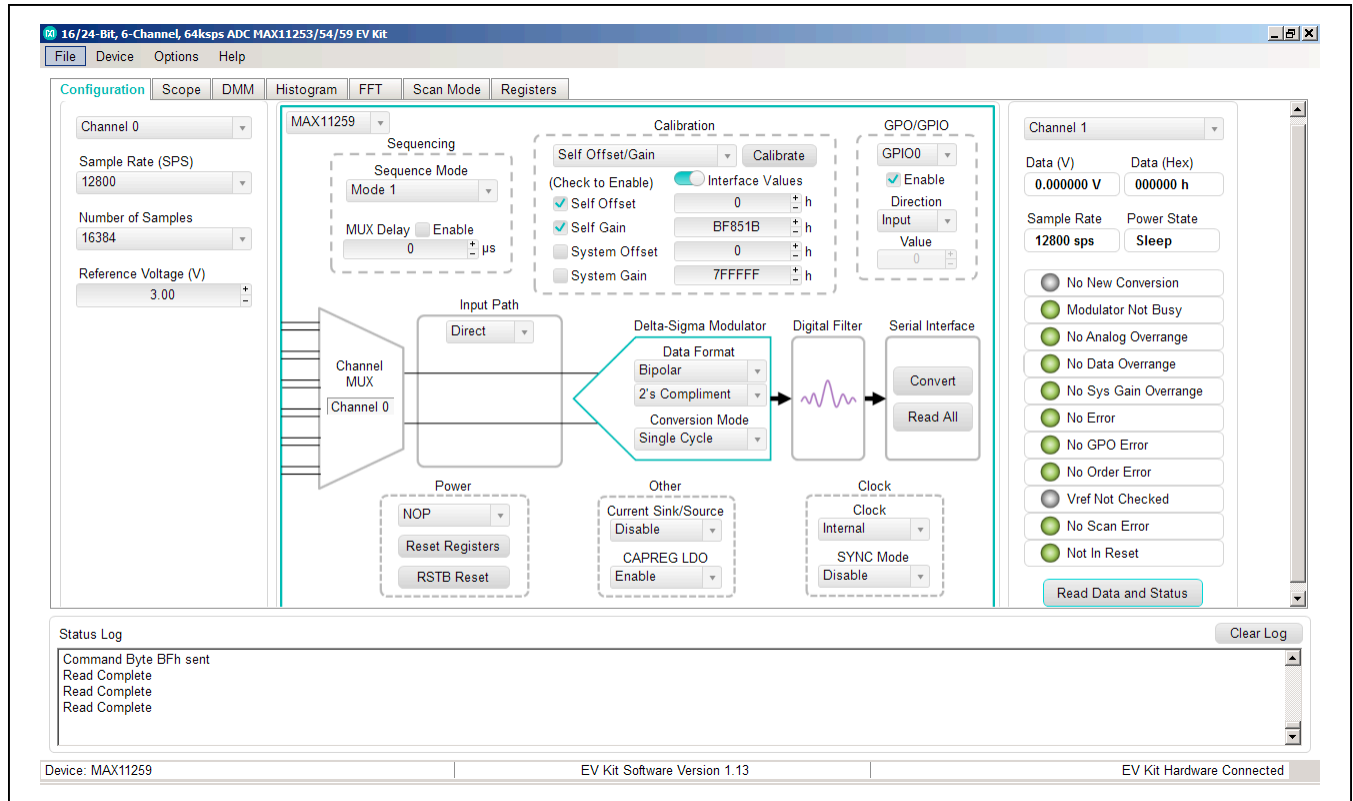 16/24-Bit, 6-Channel, 64ksps ADC MAX11253/54/59 EV Kit
File Device Options Help
Configuration Scope DMM Histogram FFT Scan Mode Registers
Channel 0
Sample Rate (SPS)
12800
Number of Samples
16384
Reference Voltage (V)
3.00
MAX11259
Sequencing
Sequence Mode
Mode 1
MUX Delay Enable
0 µs
Calibration
Self Offset/Gain Calibrate
(Check to Enable) Interface Values
Self Offset 0 h
Self Gain BF851B h
System Offset 0 h
System Gain 7FFFFF h
GPO/GPIO
GPIO0
Enable
Direction
Input
Value
0
Channel MUX
Channel 0
Input Path
Direct
Delta-Sigma Modulator
Data Format
Bipolar
2's Compliment
Conversion Mode
Single Cycle
Digital Filter
Serial Interface
Convert
Read All
Power
NOP
Reset Registers
RSTB Reset
Other
Current Sink/Source
Disable
CAPREG LDO
Enable
Clock
Clock
Internal
SYNC Mode
Disable
Channel 1
Data (V) Data (Hex)
0.000000 V 000000 h
Sample Rate Power State
12800 sps Sleep
No New Conversion
Modulator Not Busy
No Analog Overrange
No Data Overrange
No Sys Gain Overrange
No Error
No GPO Error
No Order Error
Vref Not Checked
No Scan Error
Not In Reset
Read Data and Status
Status Log Clear Log
Command Byte BFh sent
Read Complete
Read Complete
Read Complete
Device: MAX11259 EV Kit Software Version 1.13 EV Kit Hardware Connected